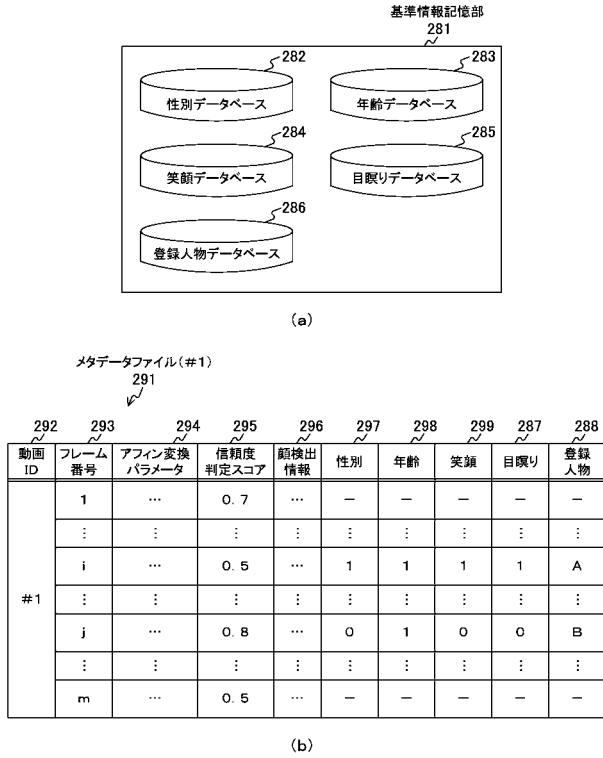 基準情報記憶部
281
282
283
性別データベース
年齢データベース
284
285
笑顔データベース
目瞑りデータベース
286
登録人物データベース
(a)
メタデータファイル(#1)
291
292 293 294 295 296 297 298 299 287 288
動画ID フレーム番号 アフィン変換パラメータ 信頼度判定スコア 顔検出情報 性別 年齢 笑顔 目瞑り 登録人物
1 … 0.7 … − − − − −
⋮ ⋮ ⋮ ⋮ ⋮ ⋮ ⋮ ⋮ ⋮
i … 0.5 … 1 1 1 1 A
⋮ ⋮ ⋮ ⋮ ⋮ ⋮ ⋮ ⋮ ⋮
#1
j … 0.8 … 0 1 0 0 B
⋮ ⋮ ⋮ ⋮ ⋮ ⋮ ⋮ ⋮ ⋮
m … 0.5 … − − − − −
(b)